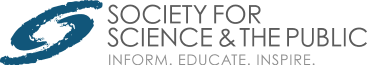 SOCIETY FOR
SCIENCE & THE PUBLIC
INFORM. EDUCATE. INSPIRE.